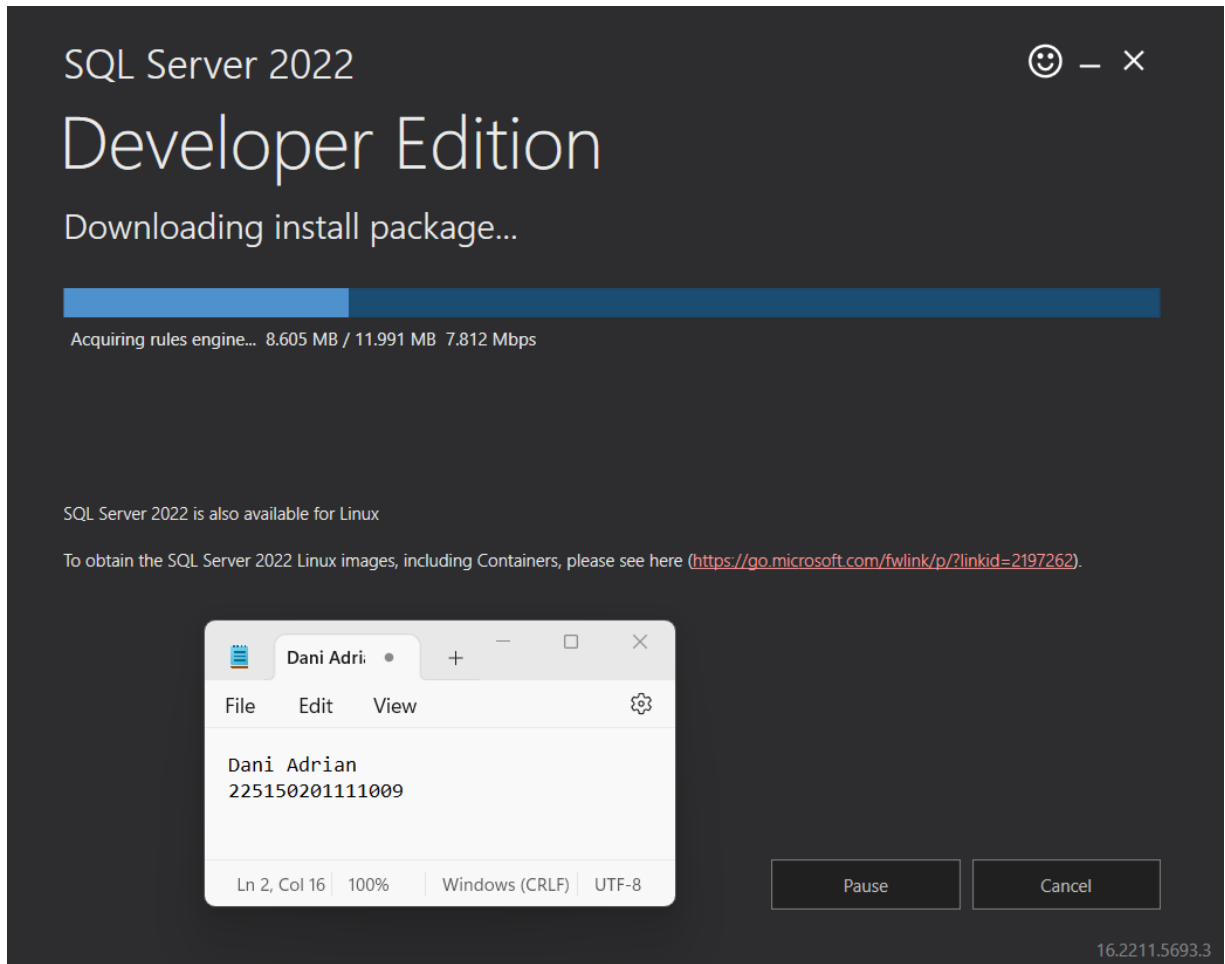 SQL Server 2022
Developer Edition
Downloading install package...
Acquiring rules engine... 8.605 MB / 11.991 MB 7.812 Mbps
SQL Server 2022 is also available for Linux
To obtain the SQL Server 2022 Linux images, including Containers, please see here (https://go.microsoft.com/fwlink/p/?linkid=2197262).
Dani Adri
File Edit View
Dani Adrian
225150201111009
Ln 2, Col 16 100% Windows (CRLF) UTF-8
Pause Cancel
16.2211.5693.3